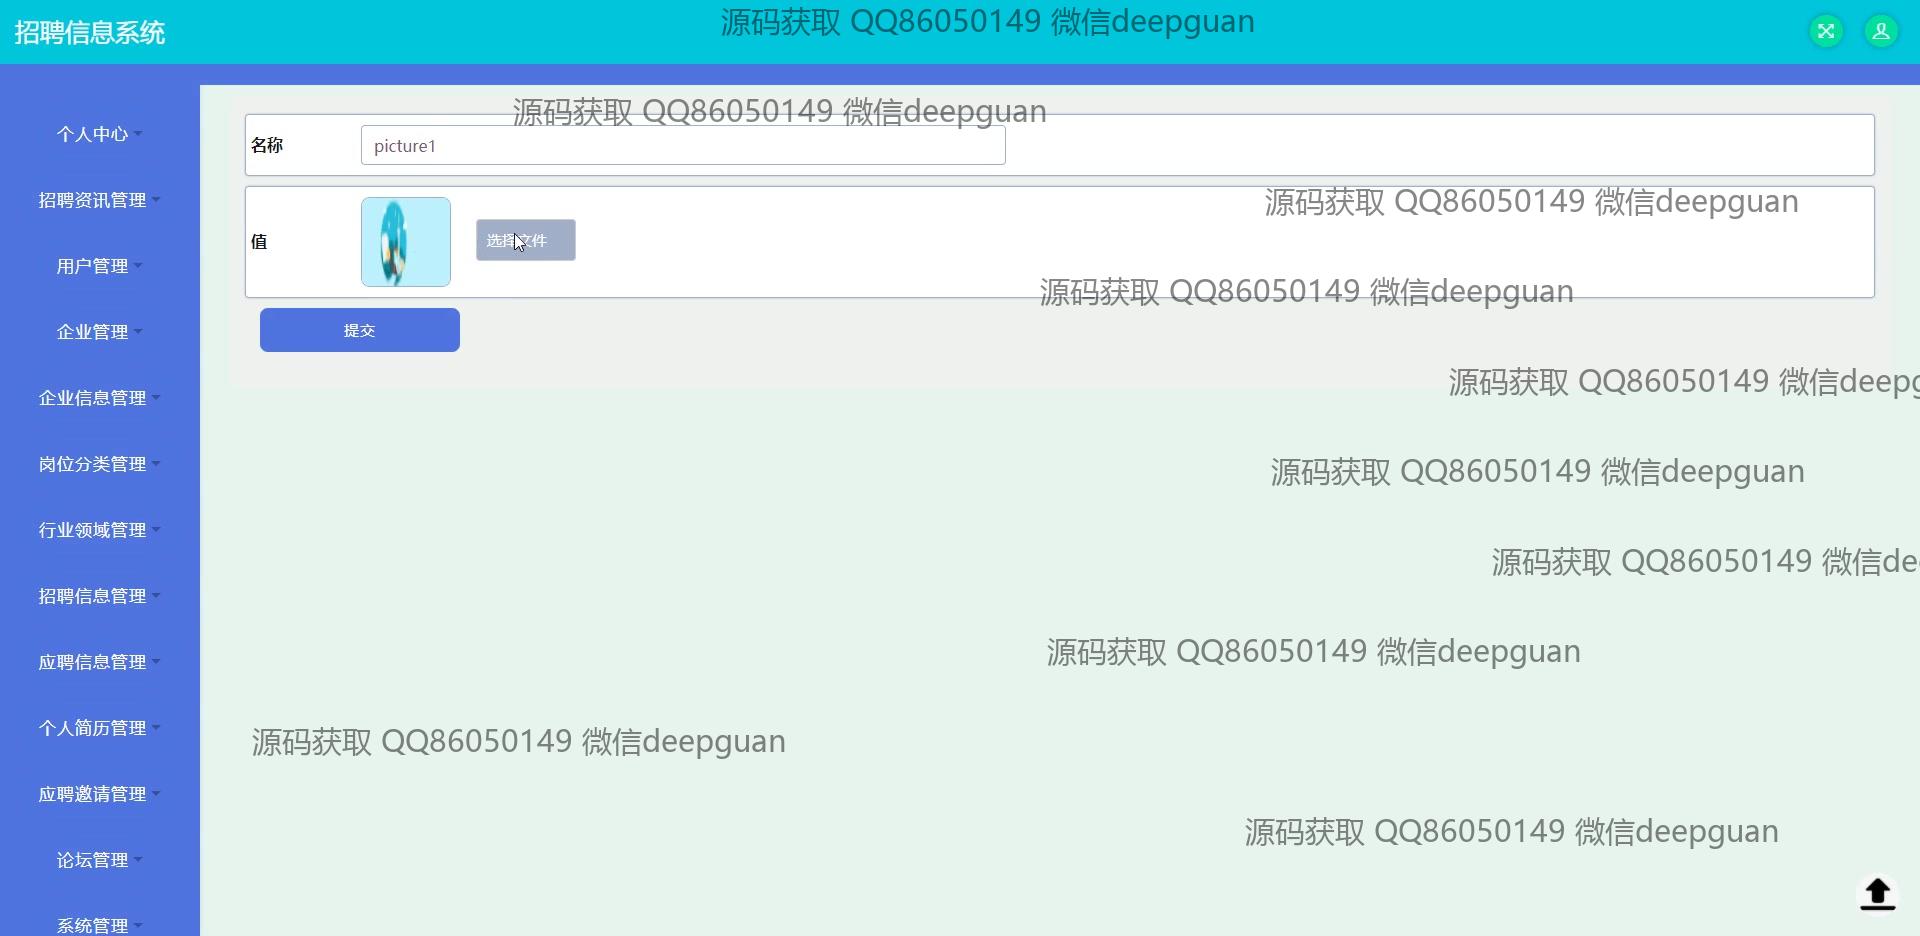 招聘信息系统
源码获取 QQ86050149 微信deepguan
源码获取 QQ86050149 微信deepguan
个人中心
名称
picture1
招聘资讯管理
源码获取 QQ86050149 微信deepguan
值
选择文件
用户管理
源码获取 QQ86050149 微信deepguan
企业管理
提交
源码获取 QQ86050149 微信deepg
企业信息管理
岗位分类管理
源码获取 QQ86050149 微信deepguan
行业领域管理
源码获取 QQ86050149 微信de
招聘信息管理
应聘信息管理
源码获取 QQ86050149 微信deepguan
个人简历管理
源码获取 QQ86050149 微信deepguan
应聘邀请管理
源码获取 QQ86050149 微信deepguan
论坛管理
系统管理